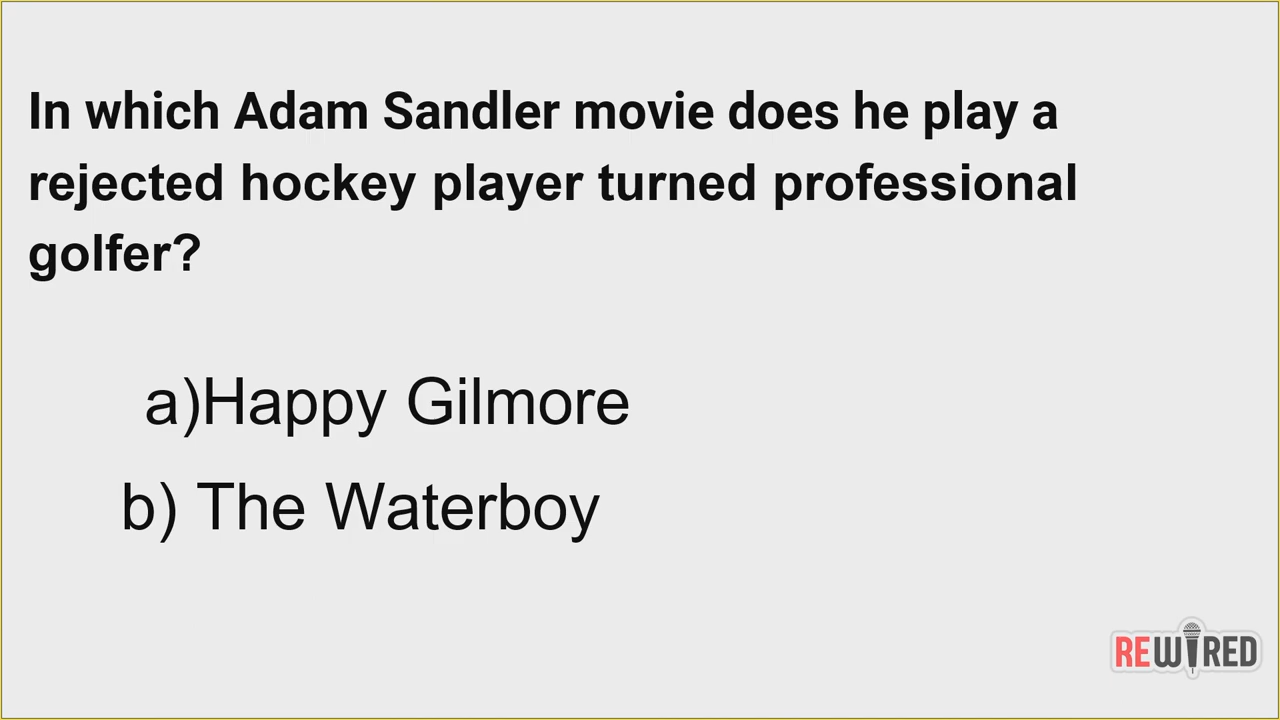 In which Adam Sandler movie does he play a
rejected hockey player turned professional
golfer?
a)Happy Gilmore
b) The Waterboy
REWIRED